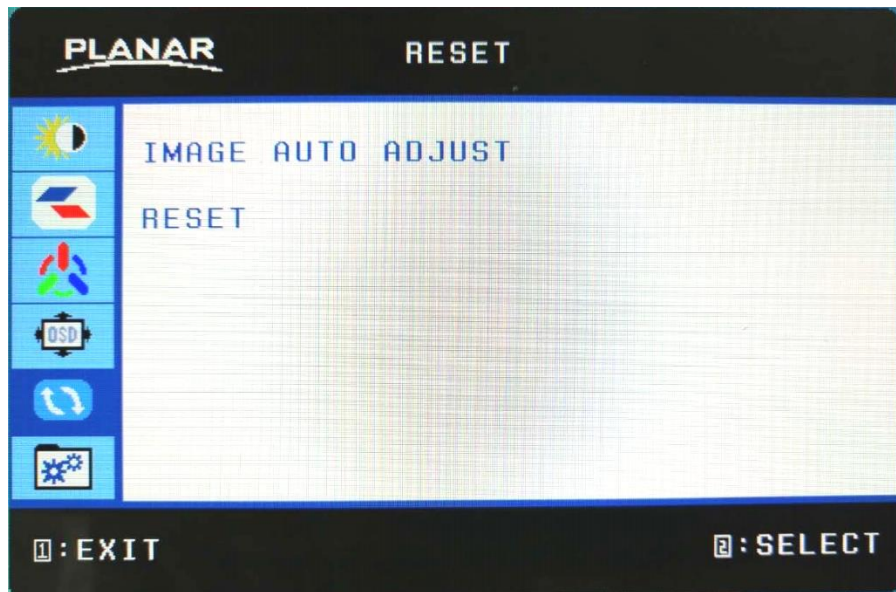 PLANAR
RESET
IMAGE AUTO ADJUST
RESET
OSD
1:EXIT
2:SELECT